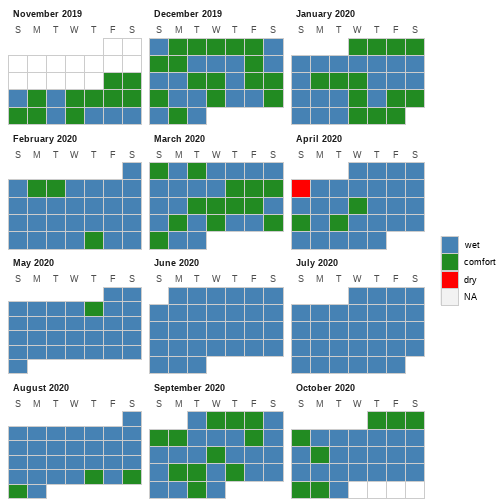 November 2019
S M T W T F S
December 2019
S M T W T F S
January 2020
S M T W T F S
February 2020
S M T W T F S
March 2020
S M T W T F S
April 2020
S M T W T F S
May 2020
S M T W T F S
June 2020
S M T W T F S
July 2020
S M T W T F S
August 2020
S M T W T F S
September 2020
S M T W T F S
October 2020
S M T W T F S
wet
comfort
dry
NA